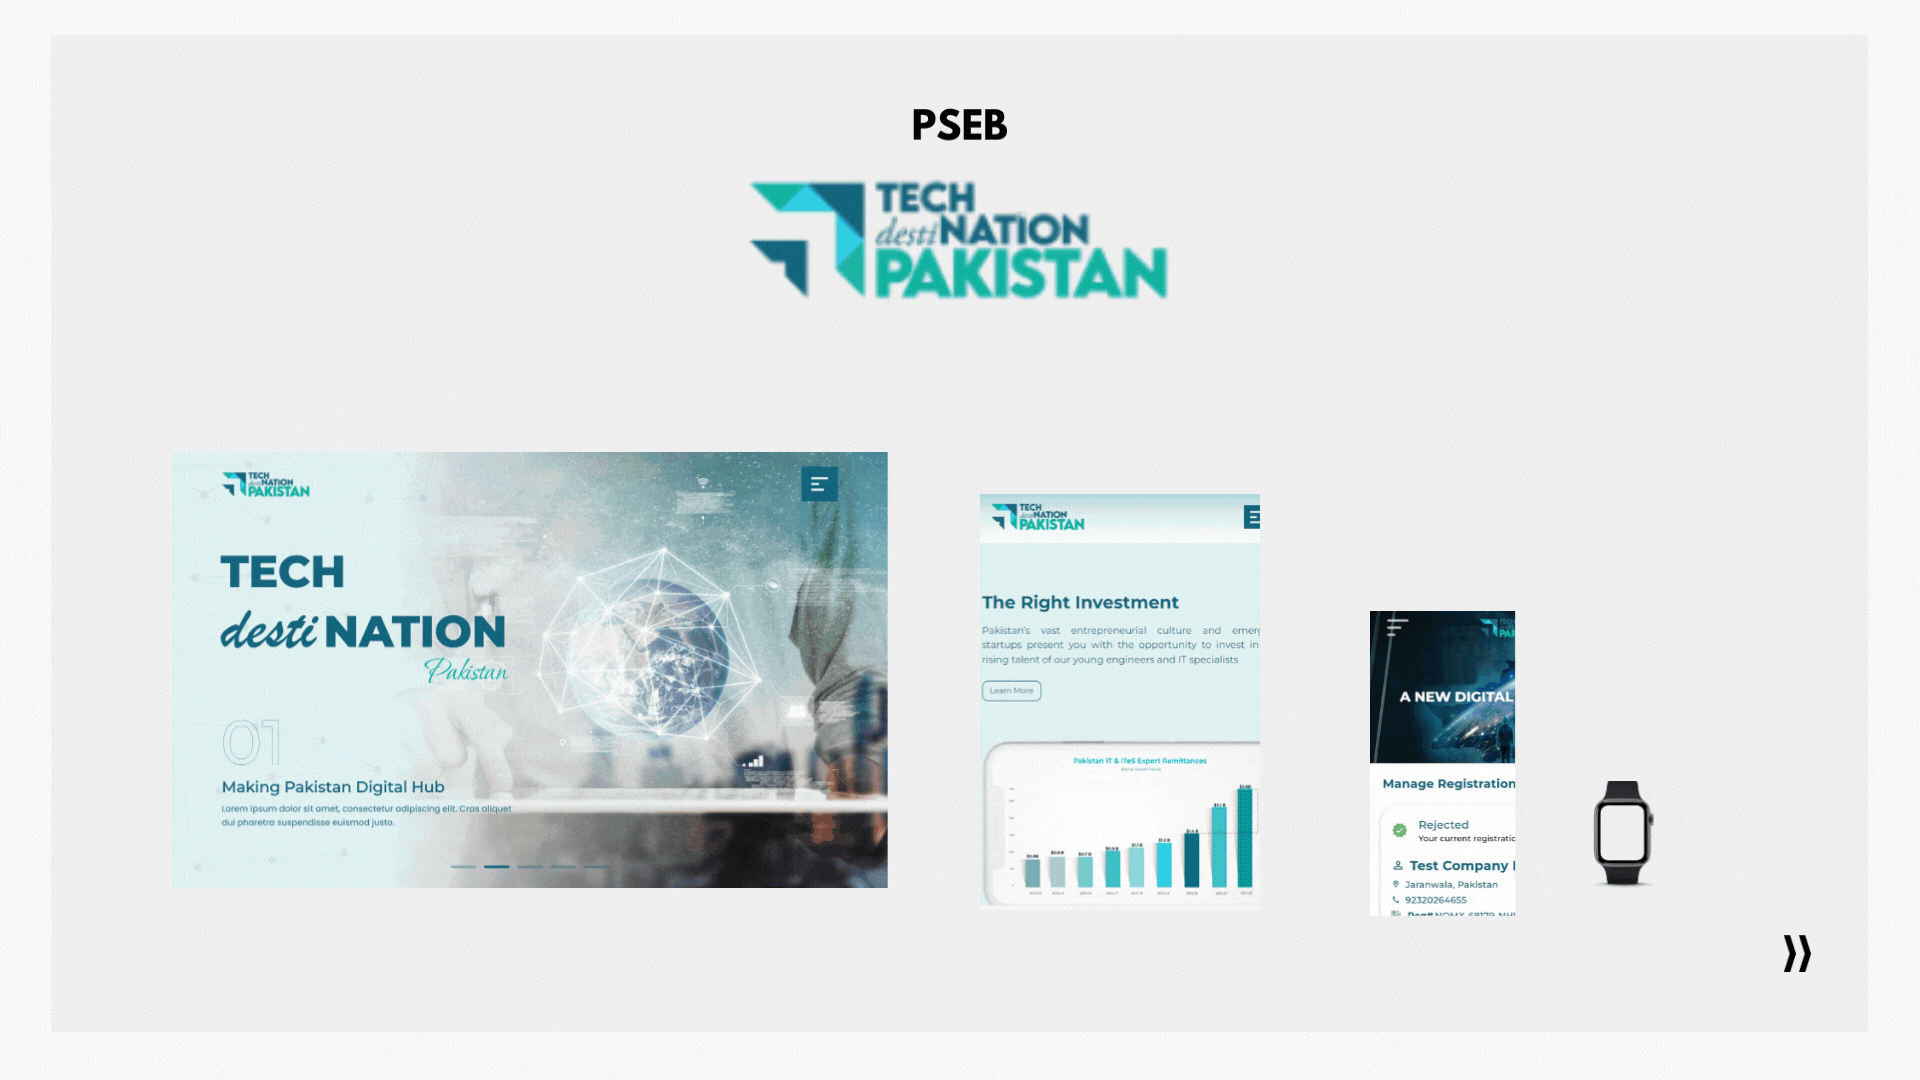 PSEB
TECH
destiNATION
PAKISTAN
TECH
NATION
PAKISTAN
TECH
desti NATION
Pakistan
01
Making Pakistan Digital Hub
Lorem ipsum dolor sit amet, consectetur adipiscing elit. Cras aliquet
dui pharetra suspendisse euismod justo.
TECH
NATION
PAKISTAN
The Right Investment
Pakistan's vast entrepreneurial culture and emerg
startups present you with the opportunity to invest in
rising talent of our young engineers and IT specialists
Learn More
Pakistan IT & ITeS Expert Remittances
A NEW DIGITAL
Manage Registration
Rejected
Your current registratio
Test Company
Jaranwala, Pakistan
92320264655